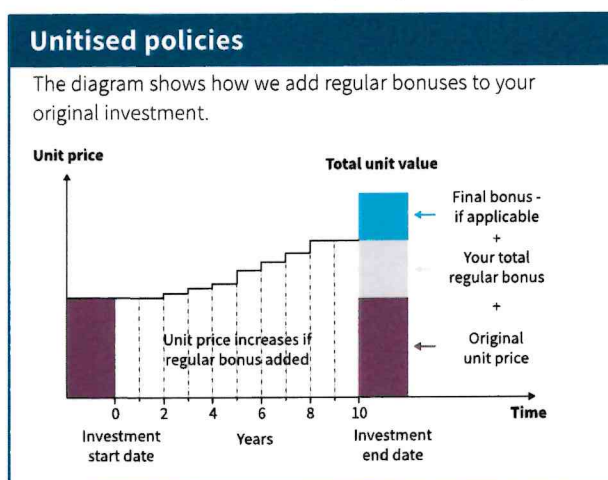 Unitised policies
The diagram shows how we add regular bonuses to your
original investment.
Unit price
Total unit value
Final bonus -
if applicable
+
Your total
regular bonus
+
Original
unit price
Unit price increases if
regular bonus added
0 2 4 6 8 10 Time
Investment
start date
Years
Investment
end date